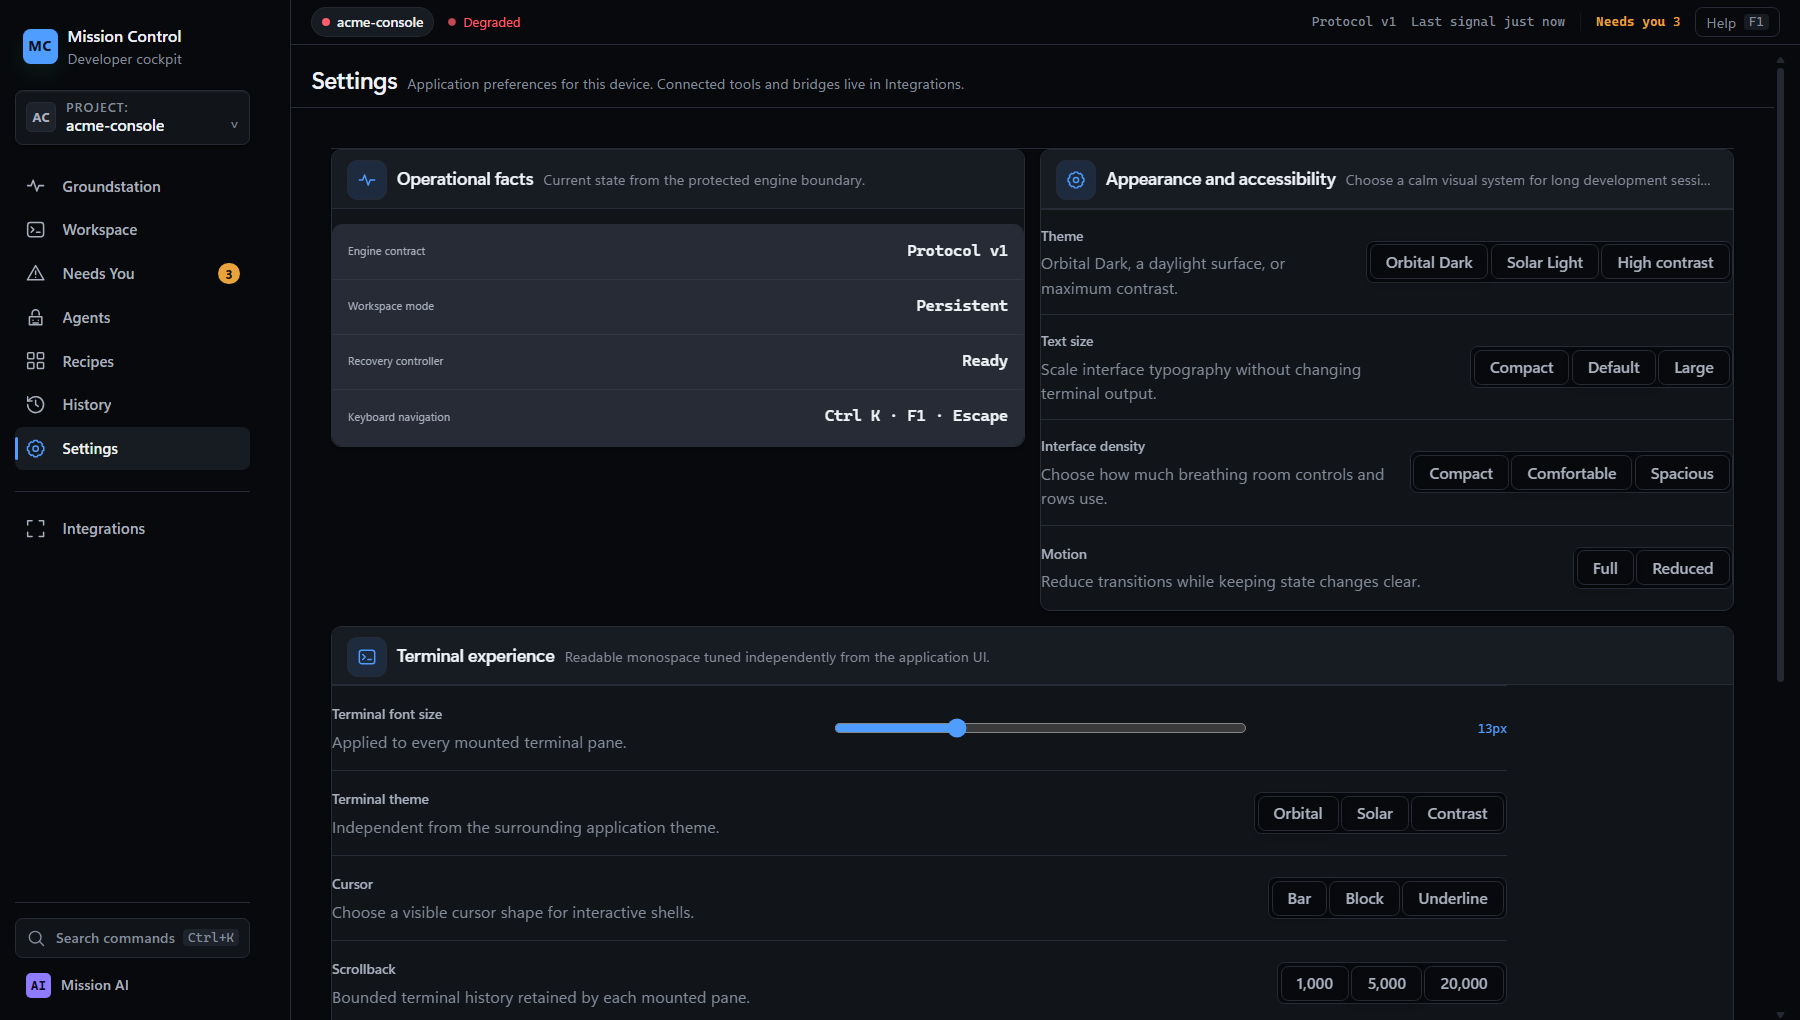 MC
Mission Control
Developer cockpit
AC
PROJECT:
acme-console
v
Groundstation
Workspace
Needs You
3
Agents
Recipes
History
Settings
Integrations
Search commands Ctrl+K
AI Mission AI
acme-console
Degraded
Protocol v1 Last signal just now
Needs you 3
Help F1
Settings Application preferences for this device. Connected tools and bridges live in Integrations.
Operational facts Current state from the protected engine boundary.
Engine contract Protocol v1
Workspace mode Persistent
Recovery controller Ready
Keyboard navigation Ctrl K · F1 · Escape
Appearance and accessibility Choose a calm visual system for long development sessi...
Theme
Orbital Dark, a daylight surface, or
maximum contrast.
Orbital Dark Solar Light High contrast
Text size
Scale interface typography without changing
terminal output.
Compact Default Large
Interface density
Choose how much breathing room controls and
rows use.
Compact Comfortable Spacious
Motion
Reduce transitions while keeping state changes clear.
Full Reduced
Terminal experience Readable monospace tuned independently from the application UI.
Terminal font size
Applied to every mounted terminal pane.
13px
Terminal theme
Independent from the surrounding application theme.
Orbital Solar Contrast
Cursor
Choose a visible cursor shape for interactive shells.
Bar Block Underline
Scrollback
Bounded terminal history retained by each mounted pane.
1,000 5,000 20,000